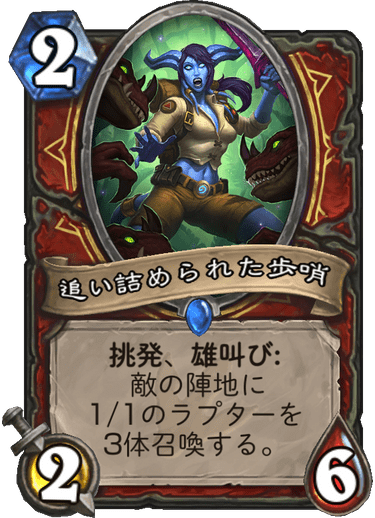 2
追い詰められた歩哨
挑発、雄叫び:
敵の陣地に
1/1のラプターを
3体召喚する。
2
6